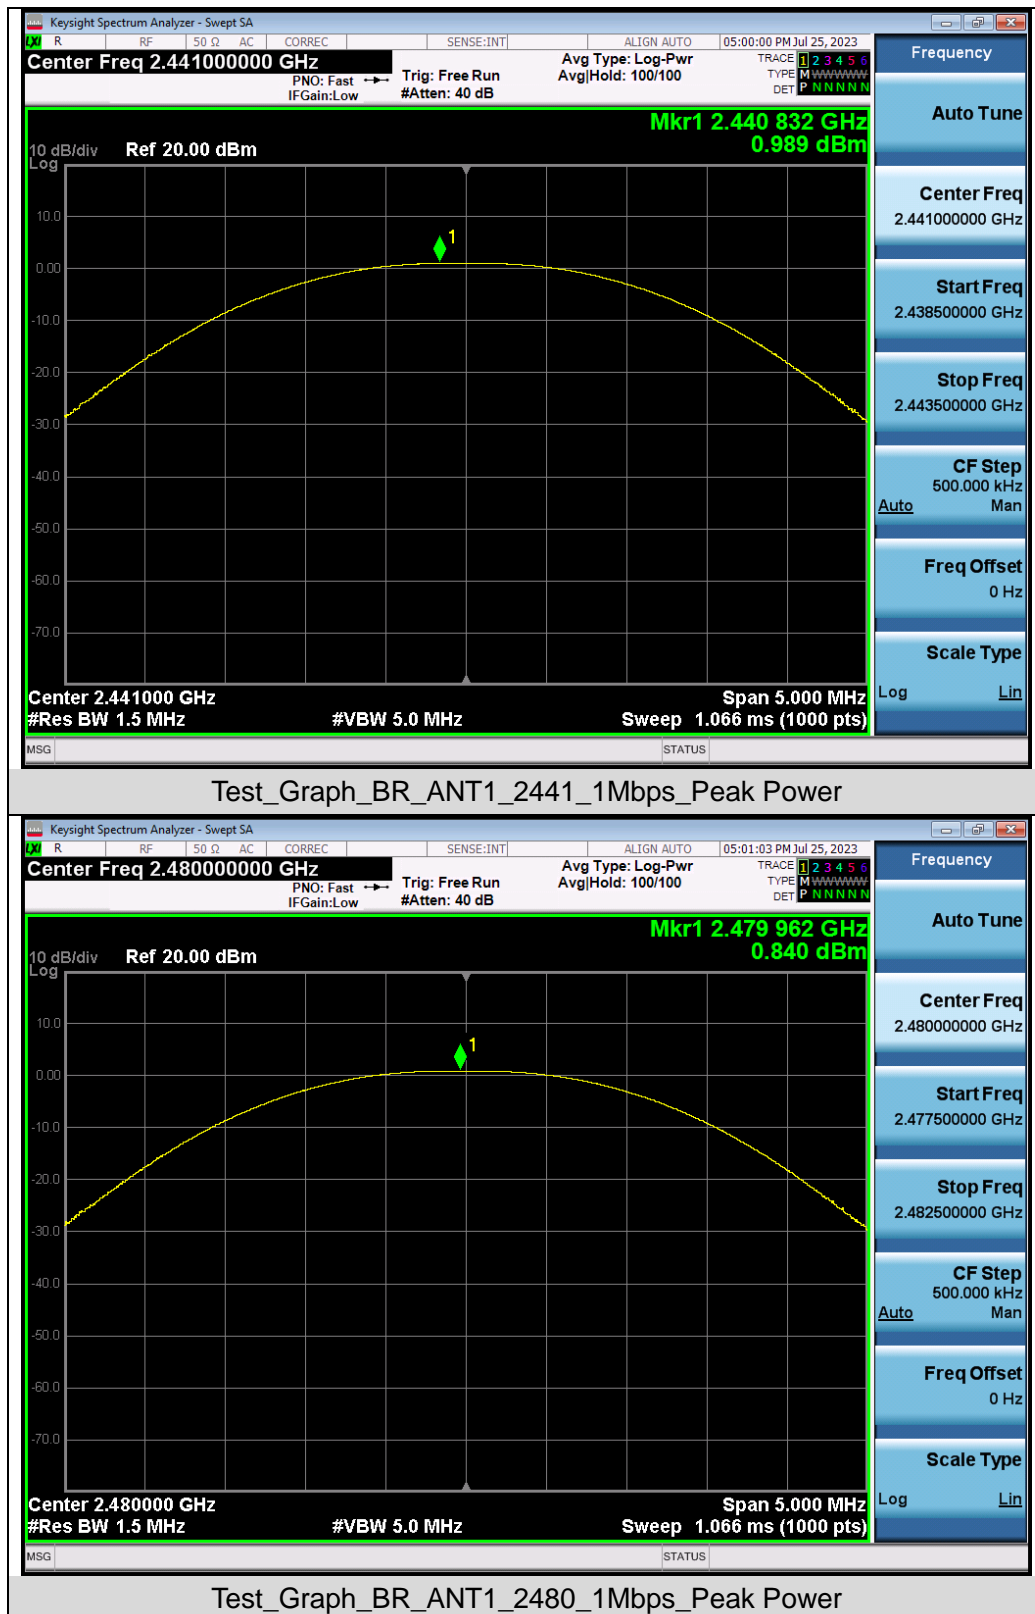 Keysight Spectrum Analyzer - Swept SA
LXI R RF 50 Ω AC CORREC SENSE:INT ALIGN AUTO 05:00:00 PM Jul 25, 2023
Center Freq 2.441000000 GHz
PNO: Fast
IFGain:Low
Trig: Free Run
#Atten: 40 dB
Avg Type: Log-Pwr
Avg|Hold: 100/100
TRACE 1 2 3 4 5 6
TYPE M W W W W W
DET P N N N N N
Mkr1 2.440 832 GHz
0.989 dBm
10 dB/div Ref 20.00 dBm
Log
10.0
1
0.00
-10.0
-20.0
-30.0
-40.0
-50.0
-60.0
-70.0
Center 2.441000 GHz Span 5.000 MHz
#Res BW 1.5 MHz #VBW 5.0 MHz Sweep 1.066 ms (1000 pts)
MSG STATUS
Frequency
Auto Tune
Center Freq
2.441000000 GHz
Start Freq
2.438500000 GHz
Stop Freq
2.443500000 GHz
CF Step
500.000 kHz
Auto Man
Freq Offset
0 Hz
Scale Type
Log Lin
Test_Graph_BR_ANT1_2441_1Mbps_Peak Power
Keysight Spectrum Analyzer - Swept SA
LXI R RF 50 Ω AC CORREC SENSE:INT ALIGN AUTO 05:01:03 PM Jul 25, 2023
Center Freq 2.480000000 GHz
PNO: Fast
IFGain:Low
Trig: Free Run
#Atten: 40 dB
Avg Type: Log-Pwr
Avg|Hold: 100/100
TRACE 1 2 3 4 5 6
TYPE M W W W W W
DET P N N N N N
Mkr1 2.479 962 GHz
0.840 dBm
10 dB/div Ref 20.00 dBm
Log
10.0
1
0.00
-10.0
-20.0
-30.0
-40.0
-50.0
-60.0
-70.0
Center 2.480000 GHz Span 5.000 MHz
#Res BW 1.5 MHz #VBW 5.0 MHz Sweep 1.066 ms (1000 pts)
MSG STATUS
Frequency
Auto Tune
Center Freq
2.480000000 GHz
Start Freq
2.477500000 GHz
Stop Freq
2.482500000 GHz
CF Step
500.000 kHz
Auto Man
Freq Offset
0 Hz
Scale Type
Log Lin
Test_Graph_BR_ANT1_2480_1Mbps_Peak Power